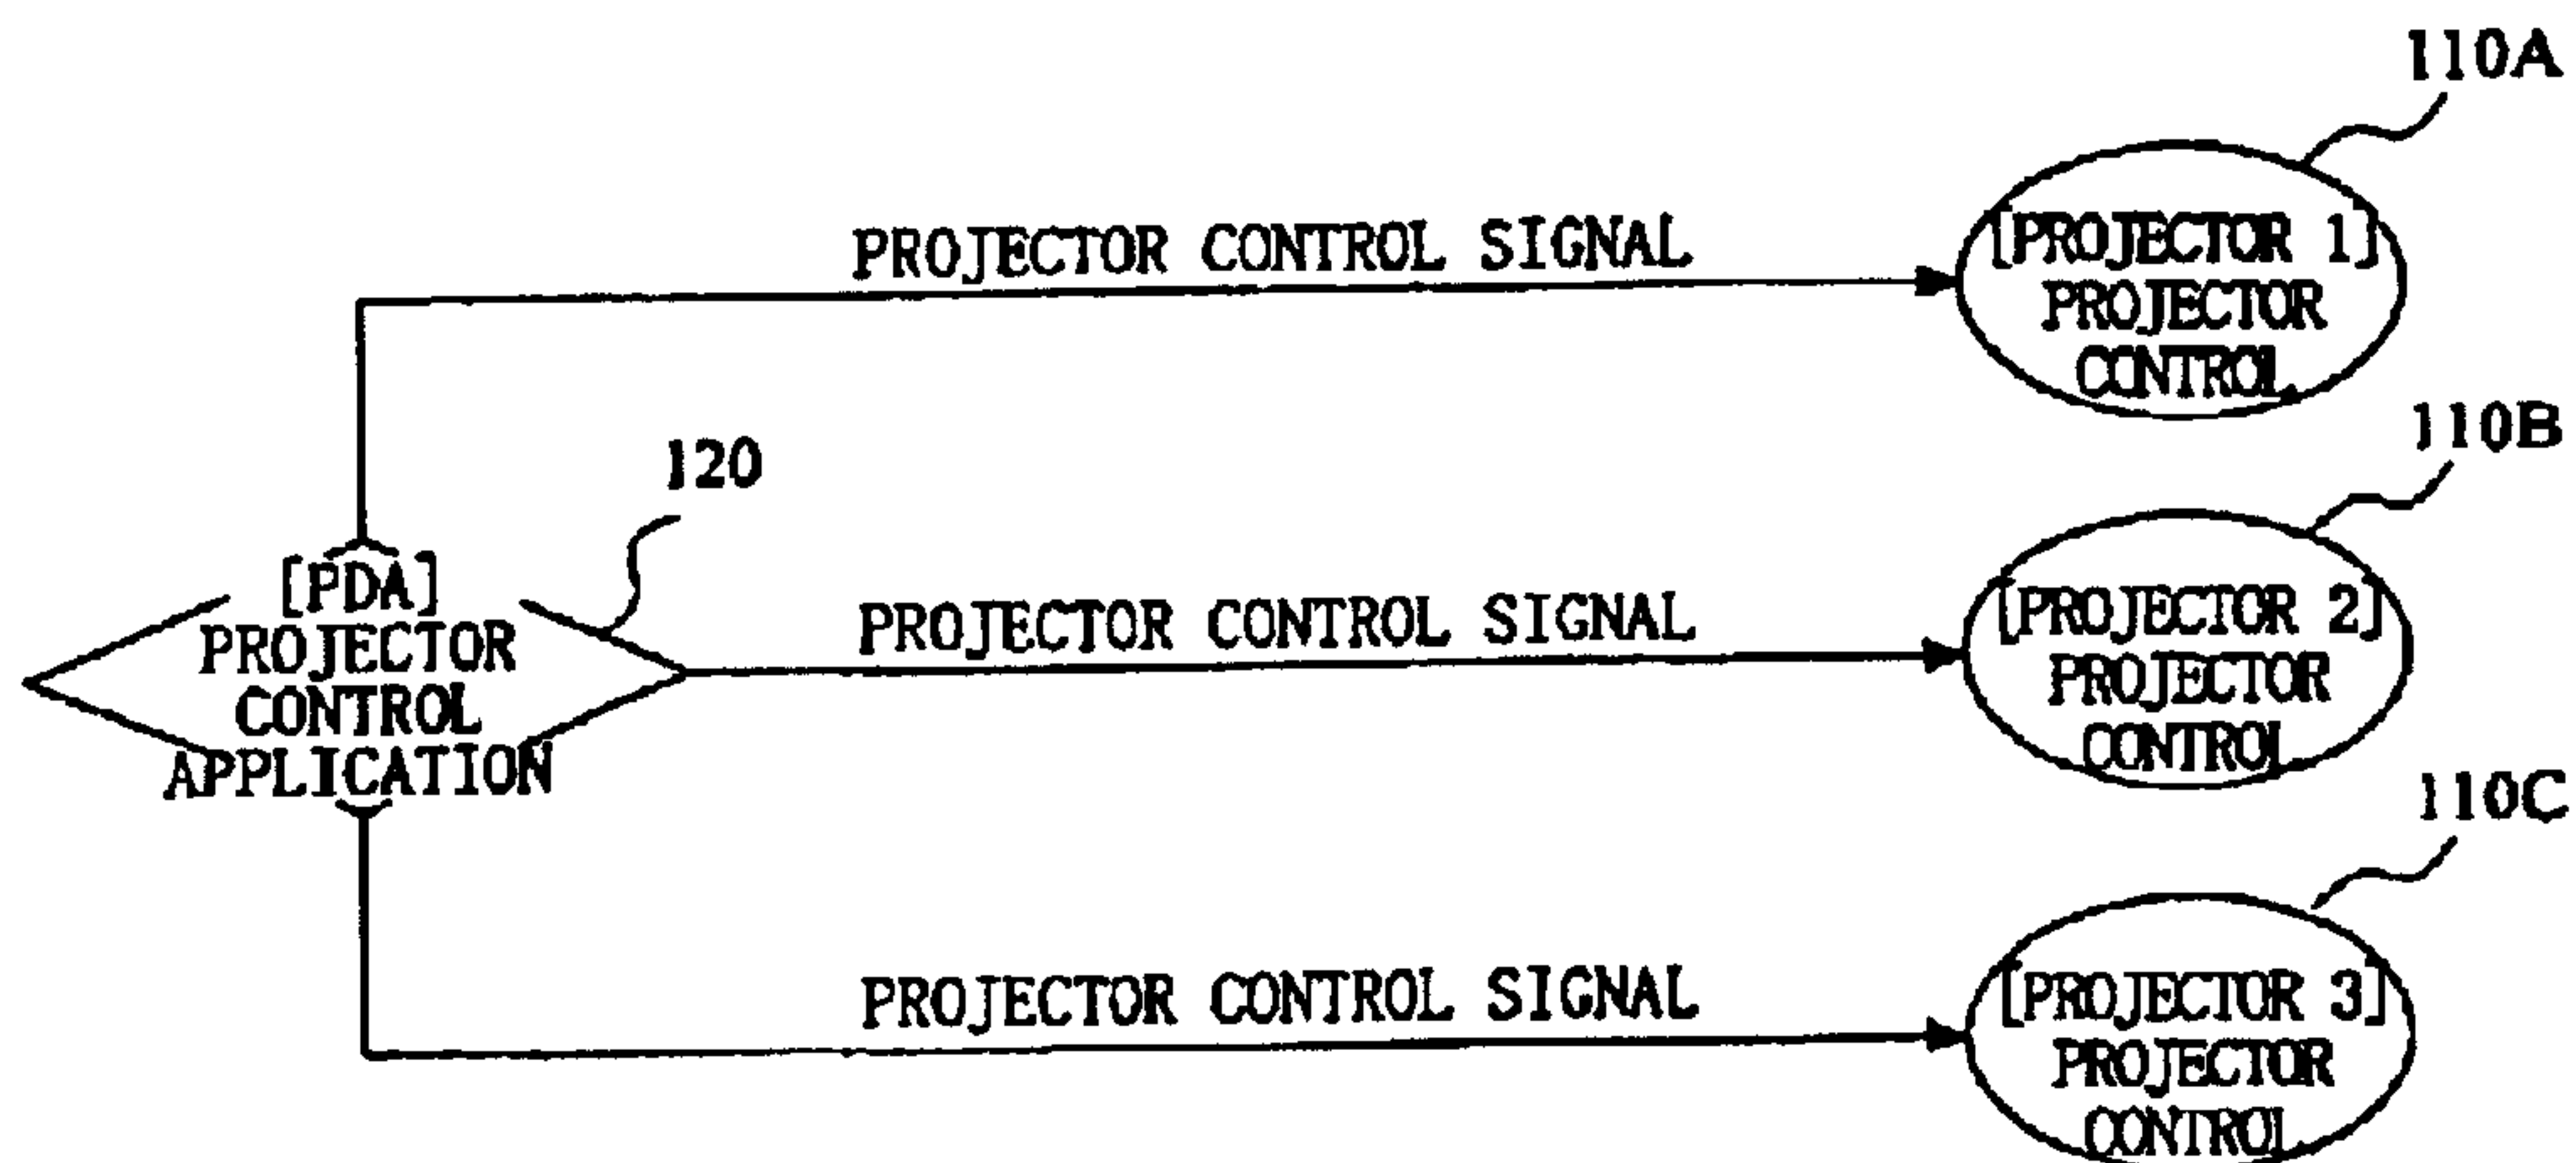 110A
PROJECTOR CONTROL SIGNAL
[PROJECTOR 1]
PROJECTOR
CONTROL
110B
120
[PDA]
PROJECTOR
CONTROL
APPLICATION
PROJECTOR CONTROL SIGNAL
[PROJECTOR 2]
PROJECTOR
CONTROL
110C
PROJECTOR CONTROL SIGNAL
[PROJECTOR 3]
PROJECTOR
CONTROL